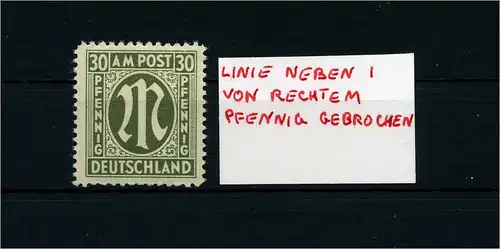 30 AM POST 30
PFENNIG
M
PFENNIG
DEUTSCHLAND
LINIE NEBEN I
VON RECHTEM
PFENNIG GEBROCHEN